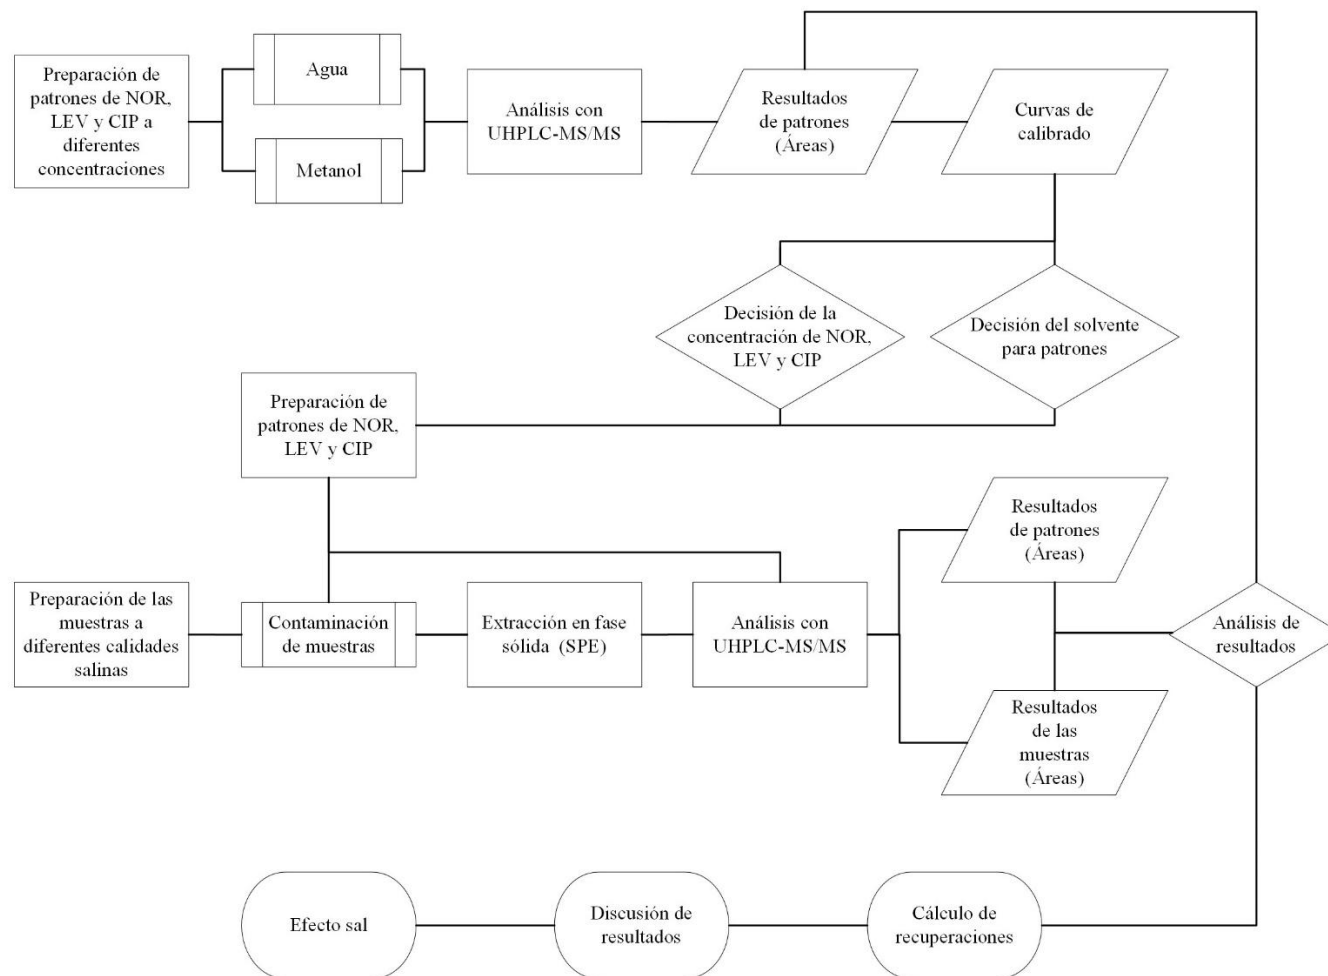 Preparación de
patrones de NOR,
LEV y CIP a
diferentes
concentraciones
Agua
Metanol
Análisis con
UHPLC-MS/MS
Resultados
de patrones
(Áreas)
Curvas de
calibrado
Decisión de la
concentración de NOR,
LEV y CIP
Decisión del solvente
para patrones
Preparación de
patrones de NOR,
LEV y CIP
Preparación de las
muestras a
diferentes calidades
salinas
Contaminación
de muestras
Extracción en fase
sólida (SPE)
Análisis con
UHPLC-MS/MS
Resultados
de patrones
(Áreas)
Resultados
de las
muestras
(Áreas)
Análisis de
resultados
Efecto sal
Discusión de
resultados
Cálculo de
recuperaciones